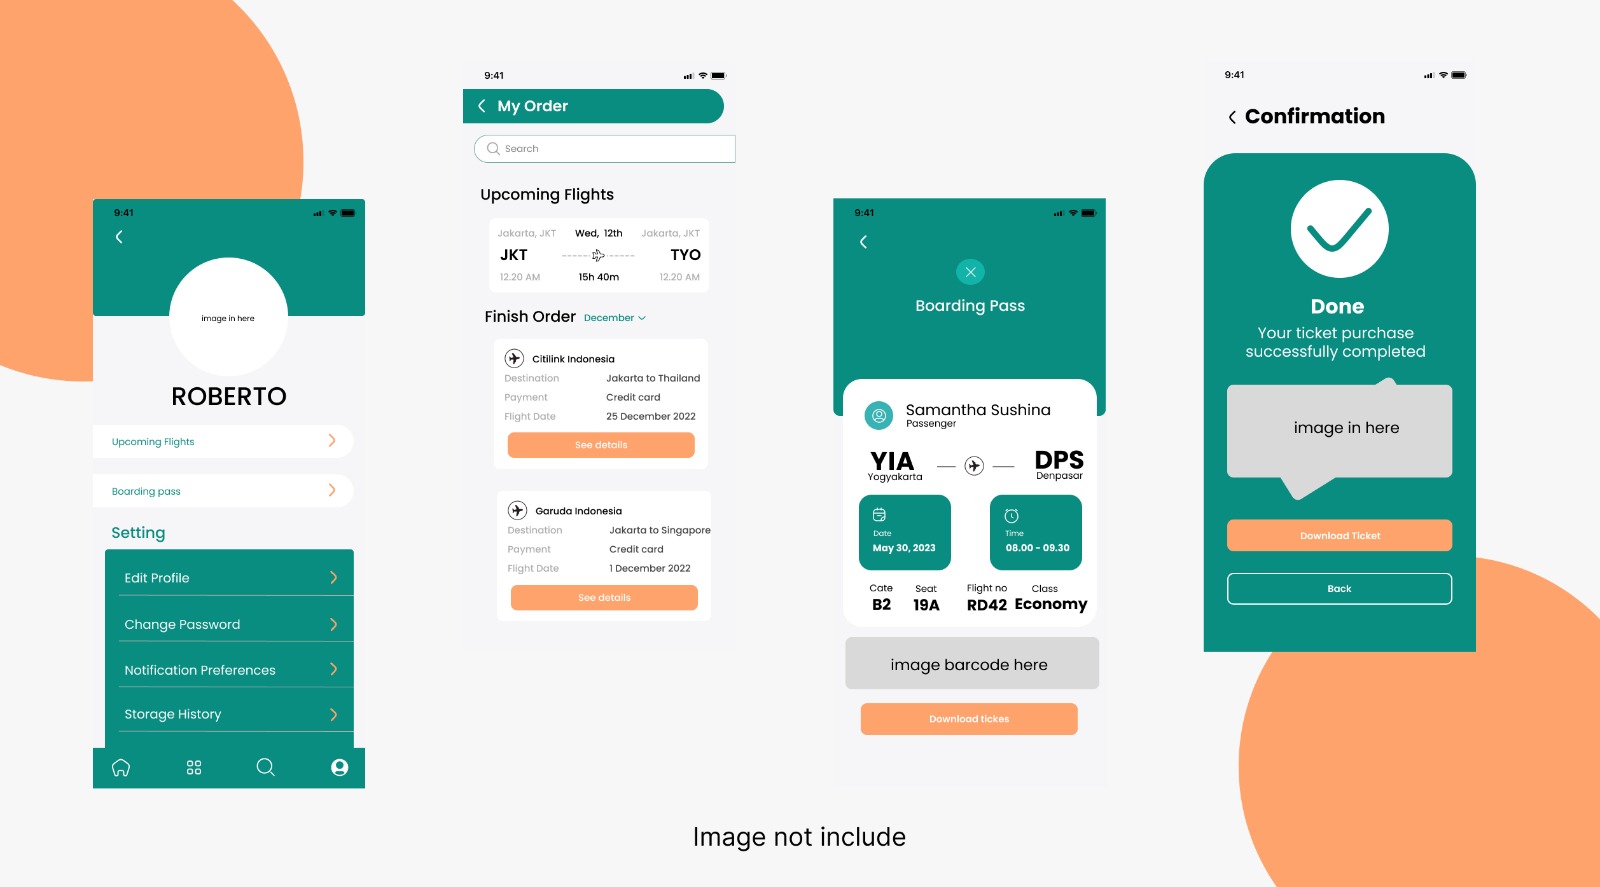 9:41
image in here
ROBERTO
Upcoming Flights
Boarding pass
Setting
Edit Profile
Change Password
Notification Preferences
Storage History
9:41
My Order
Search
Upcoming Flights
Jakarta, JKT Wed, 12th Jakarta, JKT
JKT TYO
12.20 AM 15h 40m 12.20 AM
Finish Order December
Citilink Indonesia
Destination Jakarta to Thailand
Payment Credit card
Flight Date 25 December 2022
See details
Garuda Indonesia
Destination Jakarta to Singapore
Payment Credit card
Flight Date 1 December 2022
See details
9:41
Boarding Pass
Samantha Sushina
Passenger
YIA DPS
Yogyakarta Denpasar
Date Time
May 30, 2023 08.00 - 09.30
Cate Seat Flight no Class
B2 19A RD42 Economy
image barcode here
Download tickes
9:41
Confirmation
Done
Your ticket purchase
successfully completed
image in here
Download Ticket
Back
Image not include